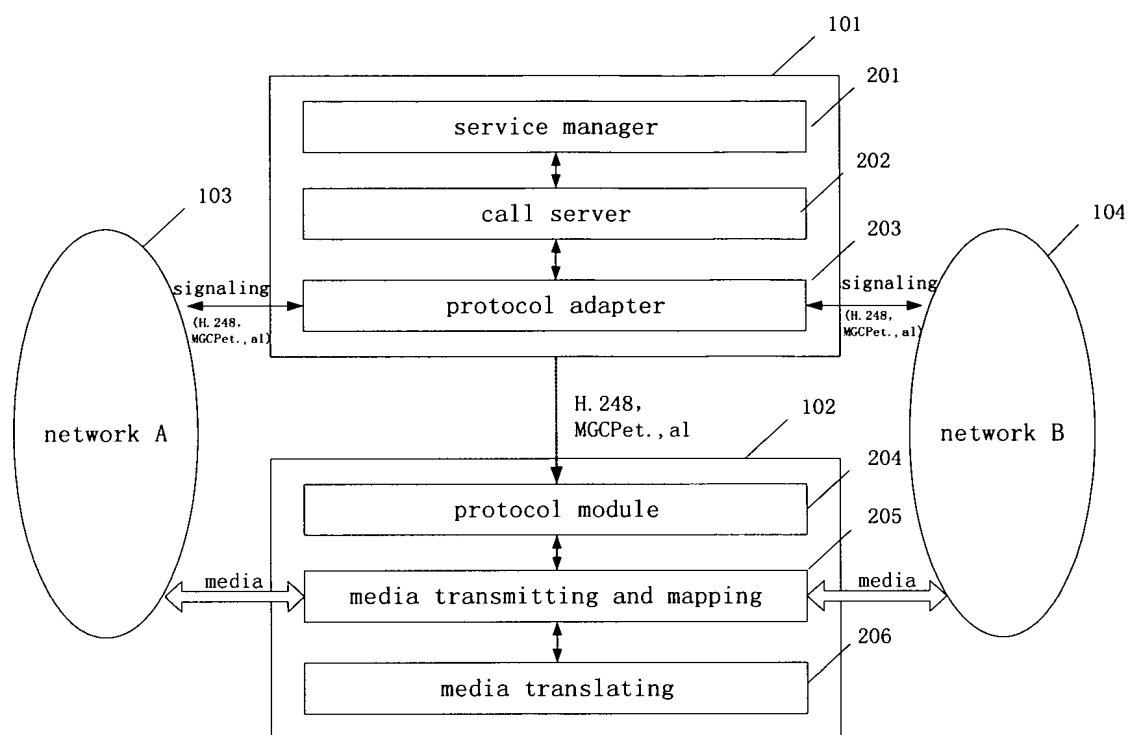 101
201
service manager
202
call server
103
203
104
signaling
protocol adapter
signaling
(H.248,
MGCPet.,al)
(H.248,
MGCPet.,al)
network A
H.248,
MGCPet.,al
102
network B
204
protocol module
205
media
media transmitting and mapping
media
206
media translating